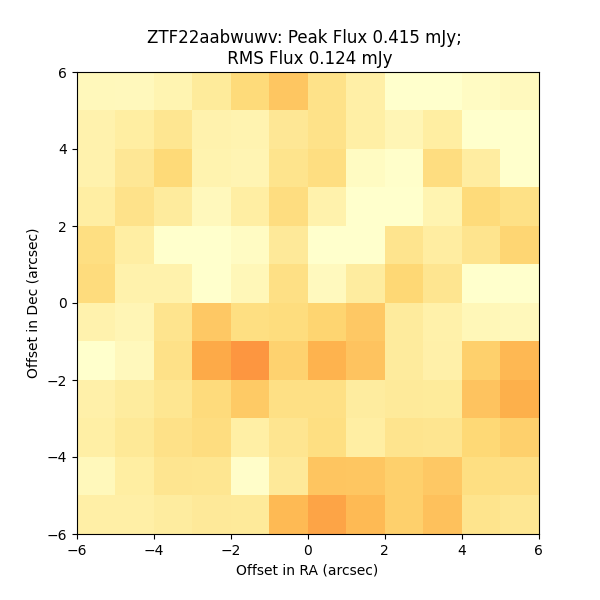 ZTF22aabwuwv: Peak Flux 0.415 mJy;
RMS Flux 0.124 mJy
6
4
2
0
−2
−4
−6
Offset in Dec (arcsec)
−6 −4 −2 0 2 4 6
Offset in RA (arcsec)